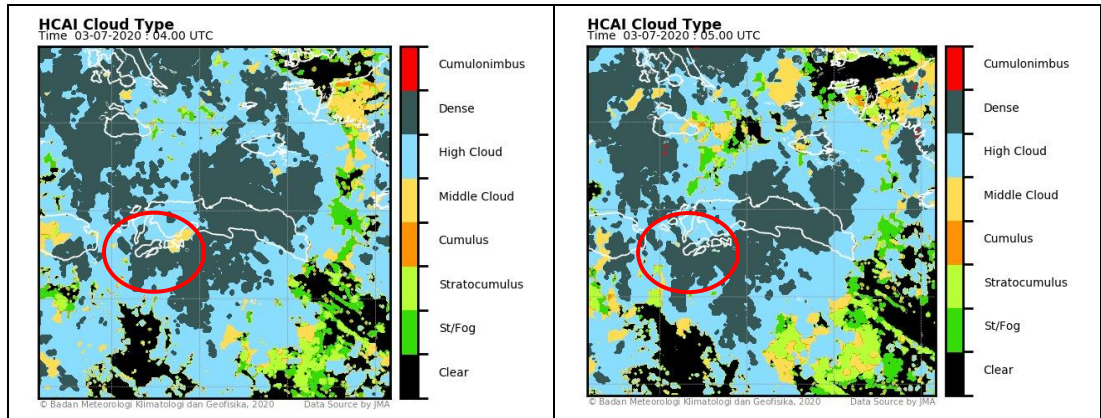 HCAI Cloud Type
Time 03-07-2020 : 04.00 UTC
Cumulonimbus
Dense
High Cloud
Middle Cloud
Cumulus
Stratocumulus
St/Fog
Clear
© Badan Meteorologi Klimatologi dan Geofisika, 2020
Data Source by JMA
HCAI Cloud Type
Time 03-07-2020 : 05.00 UTC
Cumulonimbus
Dense
High Cloud
Middle Cloud
Cumulus
Stratocumulus
St/Fog
Clear
© Badan Meteorologi Klimatologi dan Geofisika, 2020
Data Source by JMA